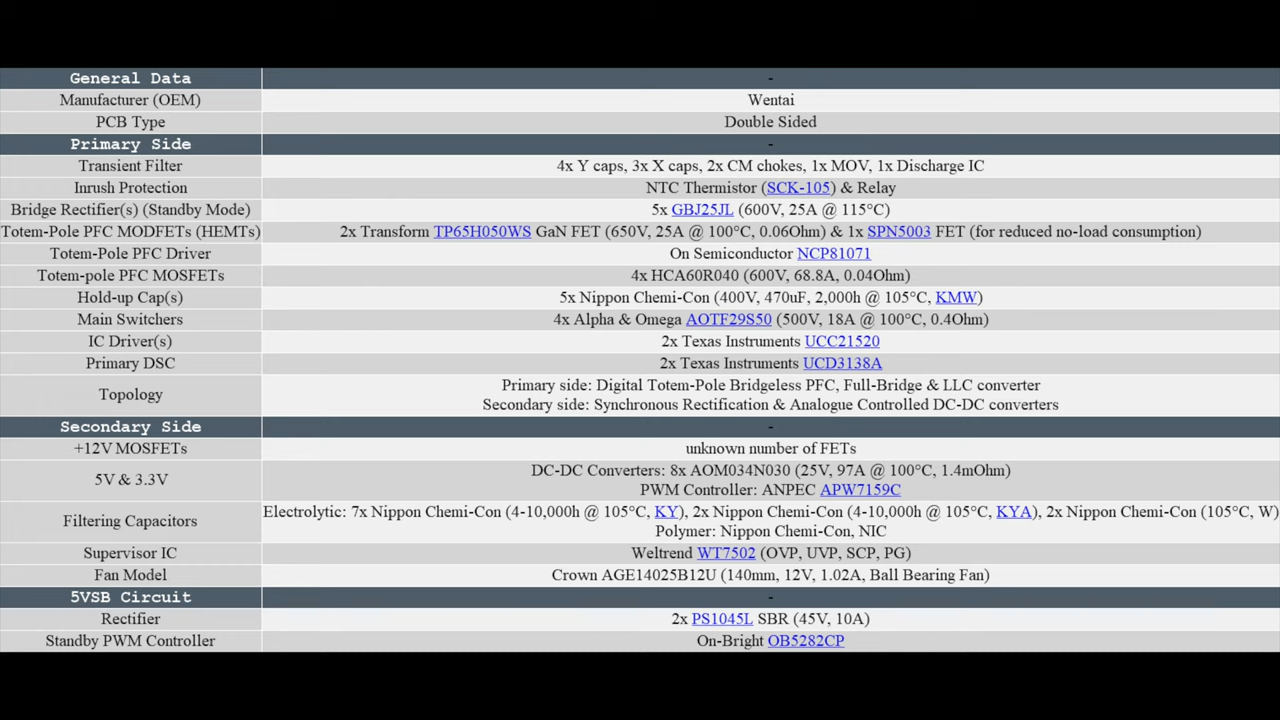 General Data -
Manufacturer (OEM) Wentai
PCB Type Double Sided
Primary Side -
Transient Filter 4x Y caps, 3x X caps, 2x CM chokes, 1x MOV, 1x Discharge IC
Inrush Protection NTC Thermistor (SCK-105) & Relay
Bridge Rectifier(s) (Standby Mode) 5x GBJ25JL (600V, 25A @ 115°C)
Totem-Pole PFC MODFETs (HEMTs) 2x Transform TP65H050WS GaN FET (650V, 25A @ 100°C, 0.06Ohm) & 1x SPN5003 FET (for reduced no-load consumption)
Totem-Pole PFC Driver On Semiconductor NCP81071
Totem-pole PFC MOSFETs 4x HCA60R040 (600V, 68.8A, 0.04Ohm)
Hold-up Cap(s) 5x Nippon Chemi-Con (400V, 470uF, 2,000h @ 105°C, KMW)
Main Switchers 4x Alpha & Omega AOTF29S50 (500V, 18A @ 100°C, 0.4Ohm)
IC Driver(s) 2x Texas Instruments UCC21520
Primary DSC 2x Texas Instruments UCD3138A
Topology
Primary side: Digital Totem-Pole Bridgeless PFC, Full-Bridge & LLC converter
Secondary side: Synchronous Rectification & Analogue Controlled DC-DC converters
Secondary Side -
+12V MOSFETs unknown number of FETs
5V & 3.3V
DC-DC Converters: 8x AOM034N030 (25V, 97A @ 100°C, 1.4mOhm)
PWM Controller: ANPEC APW7159C
Filtering Capacitors
Electrolytic: 7x Nippon Chemi-Con (4-10,000h @ 105°C, KY), 2x Nippon Chemi-Con (4-10,000h @ 105°C, KYA), 2x Nippon Chemi-Con (105°C, W)
Polymer: Nippon Chemi-Con, NIC
Supervisor IC Weltrend WT7502 (OVP, UVP, SCP, PG)
Fan Model Crown AGE14025B12U (140mm, 12V, 1.02A, Ball Bearing Fan)
5VSB Circuit -
Rectifier 2x PS1045L SBR (45V, 10A)
Standby PWM Controller On-Bright OB5282CP